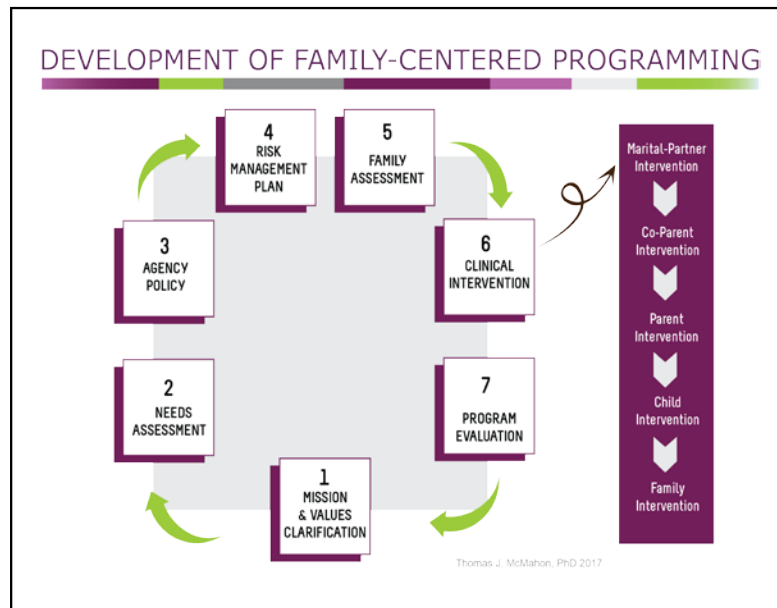 DEVELOPMENT OF FAMILY-CENTERED PROGRAMMING
4
RISK
MANAGEMENT
PLAN
5
FAMILY
ASSESSMENT
3
AGENCY
POLICY
6
CLINICAL
INTERVENTION
2
NEEDS
ASSESSMENT
7
PROGRAM
EVALUATION
1
MISSION
& VALUES
CLARIFICATION
Marital-Partner
Intervention
Co-Parent
Intervention
Parent
Intervention
Child
Intervention
Family
Intervention
Thomas J. McMahon, PhD 2017